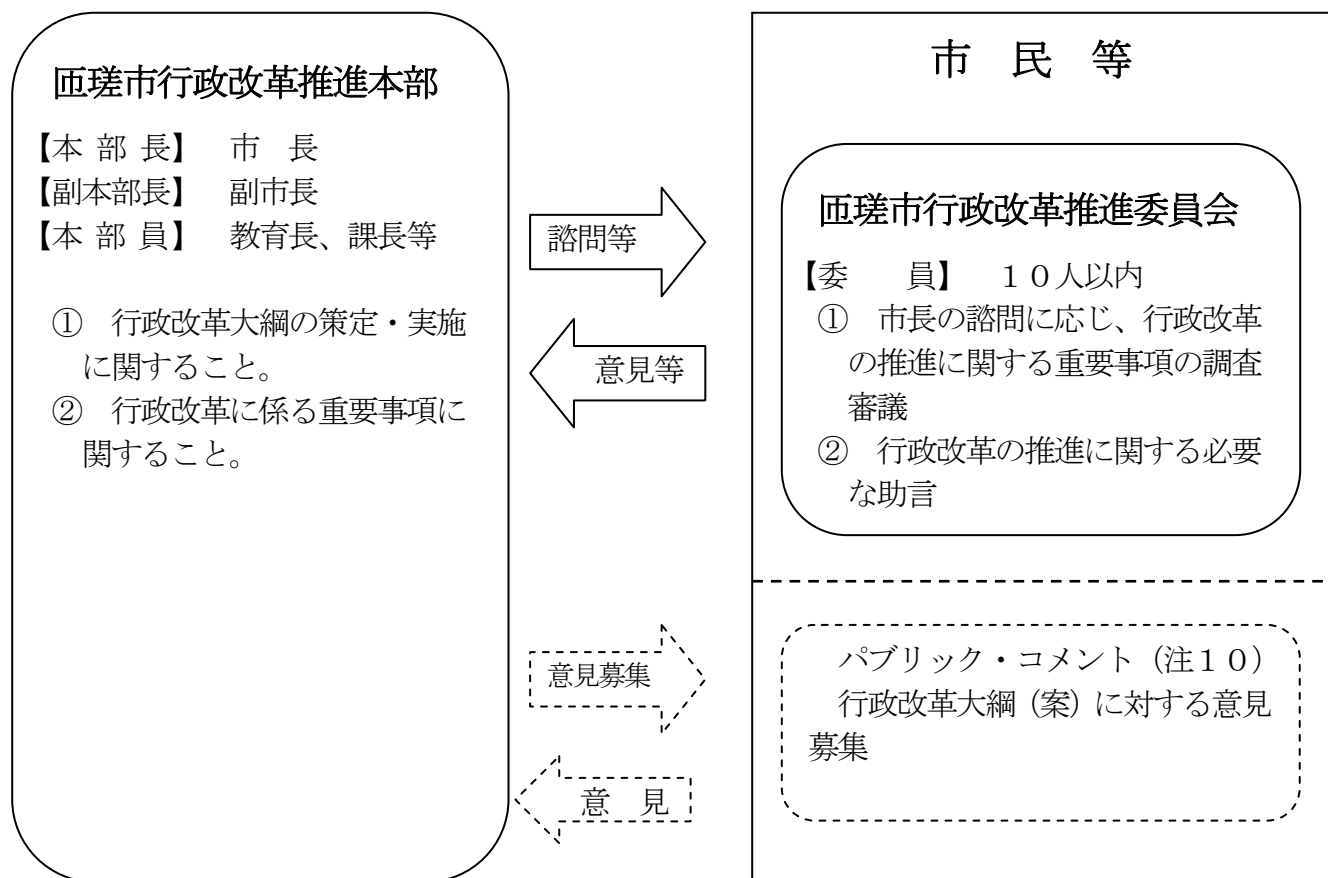 匝瑳市行政改革推進本部
【本 部 長】 市 長
【副本部長】 副市長
【本 部 員】 教育長、課長等
① 行政改革大綱の策定・実施
に関すること。
② 行政改革に係る重要事項に
関すること。
諮問等
意見等
意見募集
意 見
市 民 等
匝瑳市行政改革推進委員会
【委 員】 １０人以内
① 市長の諮問に応じ、行政改革
の推進に関する重要事項の調査
審議
② 行政改革の推進に関する必要
な助言
パブリック・コメント（注１０）
行政改革大綱（案）に対する意見
募集